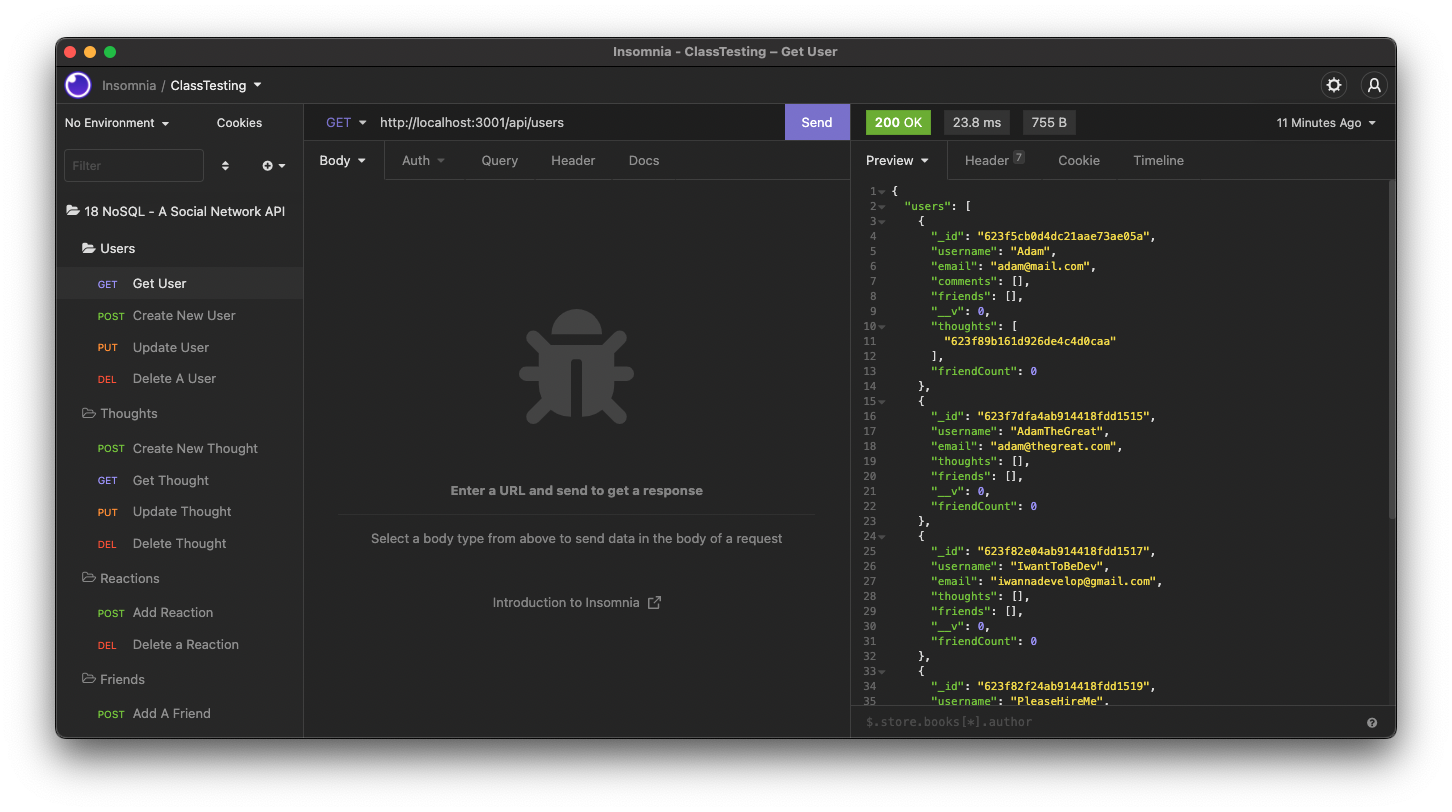 Insomnia - ClassTesting – Get User
Insomnia / ClassTesting
No Environment
Cookies
Filter
18 NoSQL - A Social Network API
Users
GET Get User
POST Create New User
PUT Update User
DEL Delete A User
Thoughts
POST Create New Thought
GET Get Thought
PUT Update Thought
DEL Delete Thought
Reactions
POST Add Reaction
DEL Delete a Reaction
Friends
POST Add A Friend
GET http://localhost:3001/api/users Send
Body Auth Query Header Docs
Enter a URL and send to get a response
Select a body type from above to send data in the body of a request
Introduction to Insomnia
200 OK 23.8 ms 755 B 11 Minutes Ago
Preview Header 7 Cookie Timeline
1 {
2 "users": [
3 {
4 "_id": "623f5cb0d4dc21aae73ae05a",
5 "username": "Adam",
6 "email": "adam@mail.com",
7 "comments": [],
8 "friends": [],
9 "__v": 0,
10 "thoughts": [
11 "623f89b161d926de4c4d0caa"
12 ],
13 "friendCount": 0
14 },
15 {
16 "_id": "623f7dfa4ab914418fdd1515",
17 "username": "AdamTheGreat",
18 "email": "adam@thegreat.com",
19 "thoughts": [],
20 "friends": [],
21 "__v": 0,
22 "friendCount": 0
23 },
24 {
25 "_id": "623f82e04ab914418fdd1517",
26 "username": "IwantToBeDev",
27 "email": "iwannadevelop@gmail.com",
28 "thoughts": [],
29 "friends": [],
30 "__v": 0,
31 "friendCount": 0
32 },
33 {
34 "_id": "623f82f24ab914418fdd1519",
35 "username": "PleaseHireMe",
$.store.books[*].author